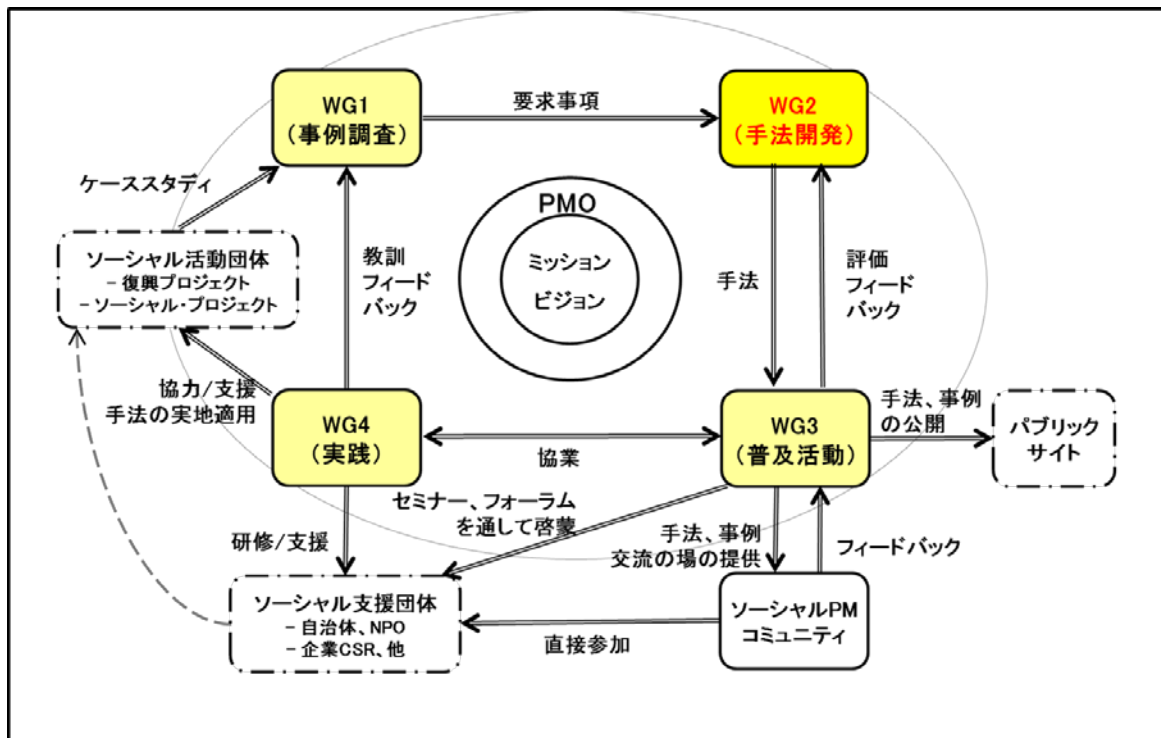 WG1
(事例調査)
要求事項
WG2
(手法開発)
ケーススタディ
PMO
ミッション
ビジョン
ソーシャル活動団体
- 復興プロジェクト
- ソーシャル・プロジェクト
教訓
フィード
バック
手法
評価
フィード
バック
協力/支援
手法の実地適用
WG4
(実践)
協業
WG3
(普及活動)
手法、事例
の公開
パブリック
サイト
セミナー、フォーラム
を通して啓蒙
研修/支援
手法、事例
交流の場の提供
フィードバック
ソーシャル支援団体
- 自治体、NPO
- 企業CSR、他
直接参加
ソーシャルPM
コミュニティ